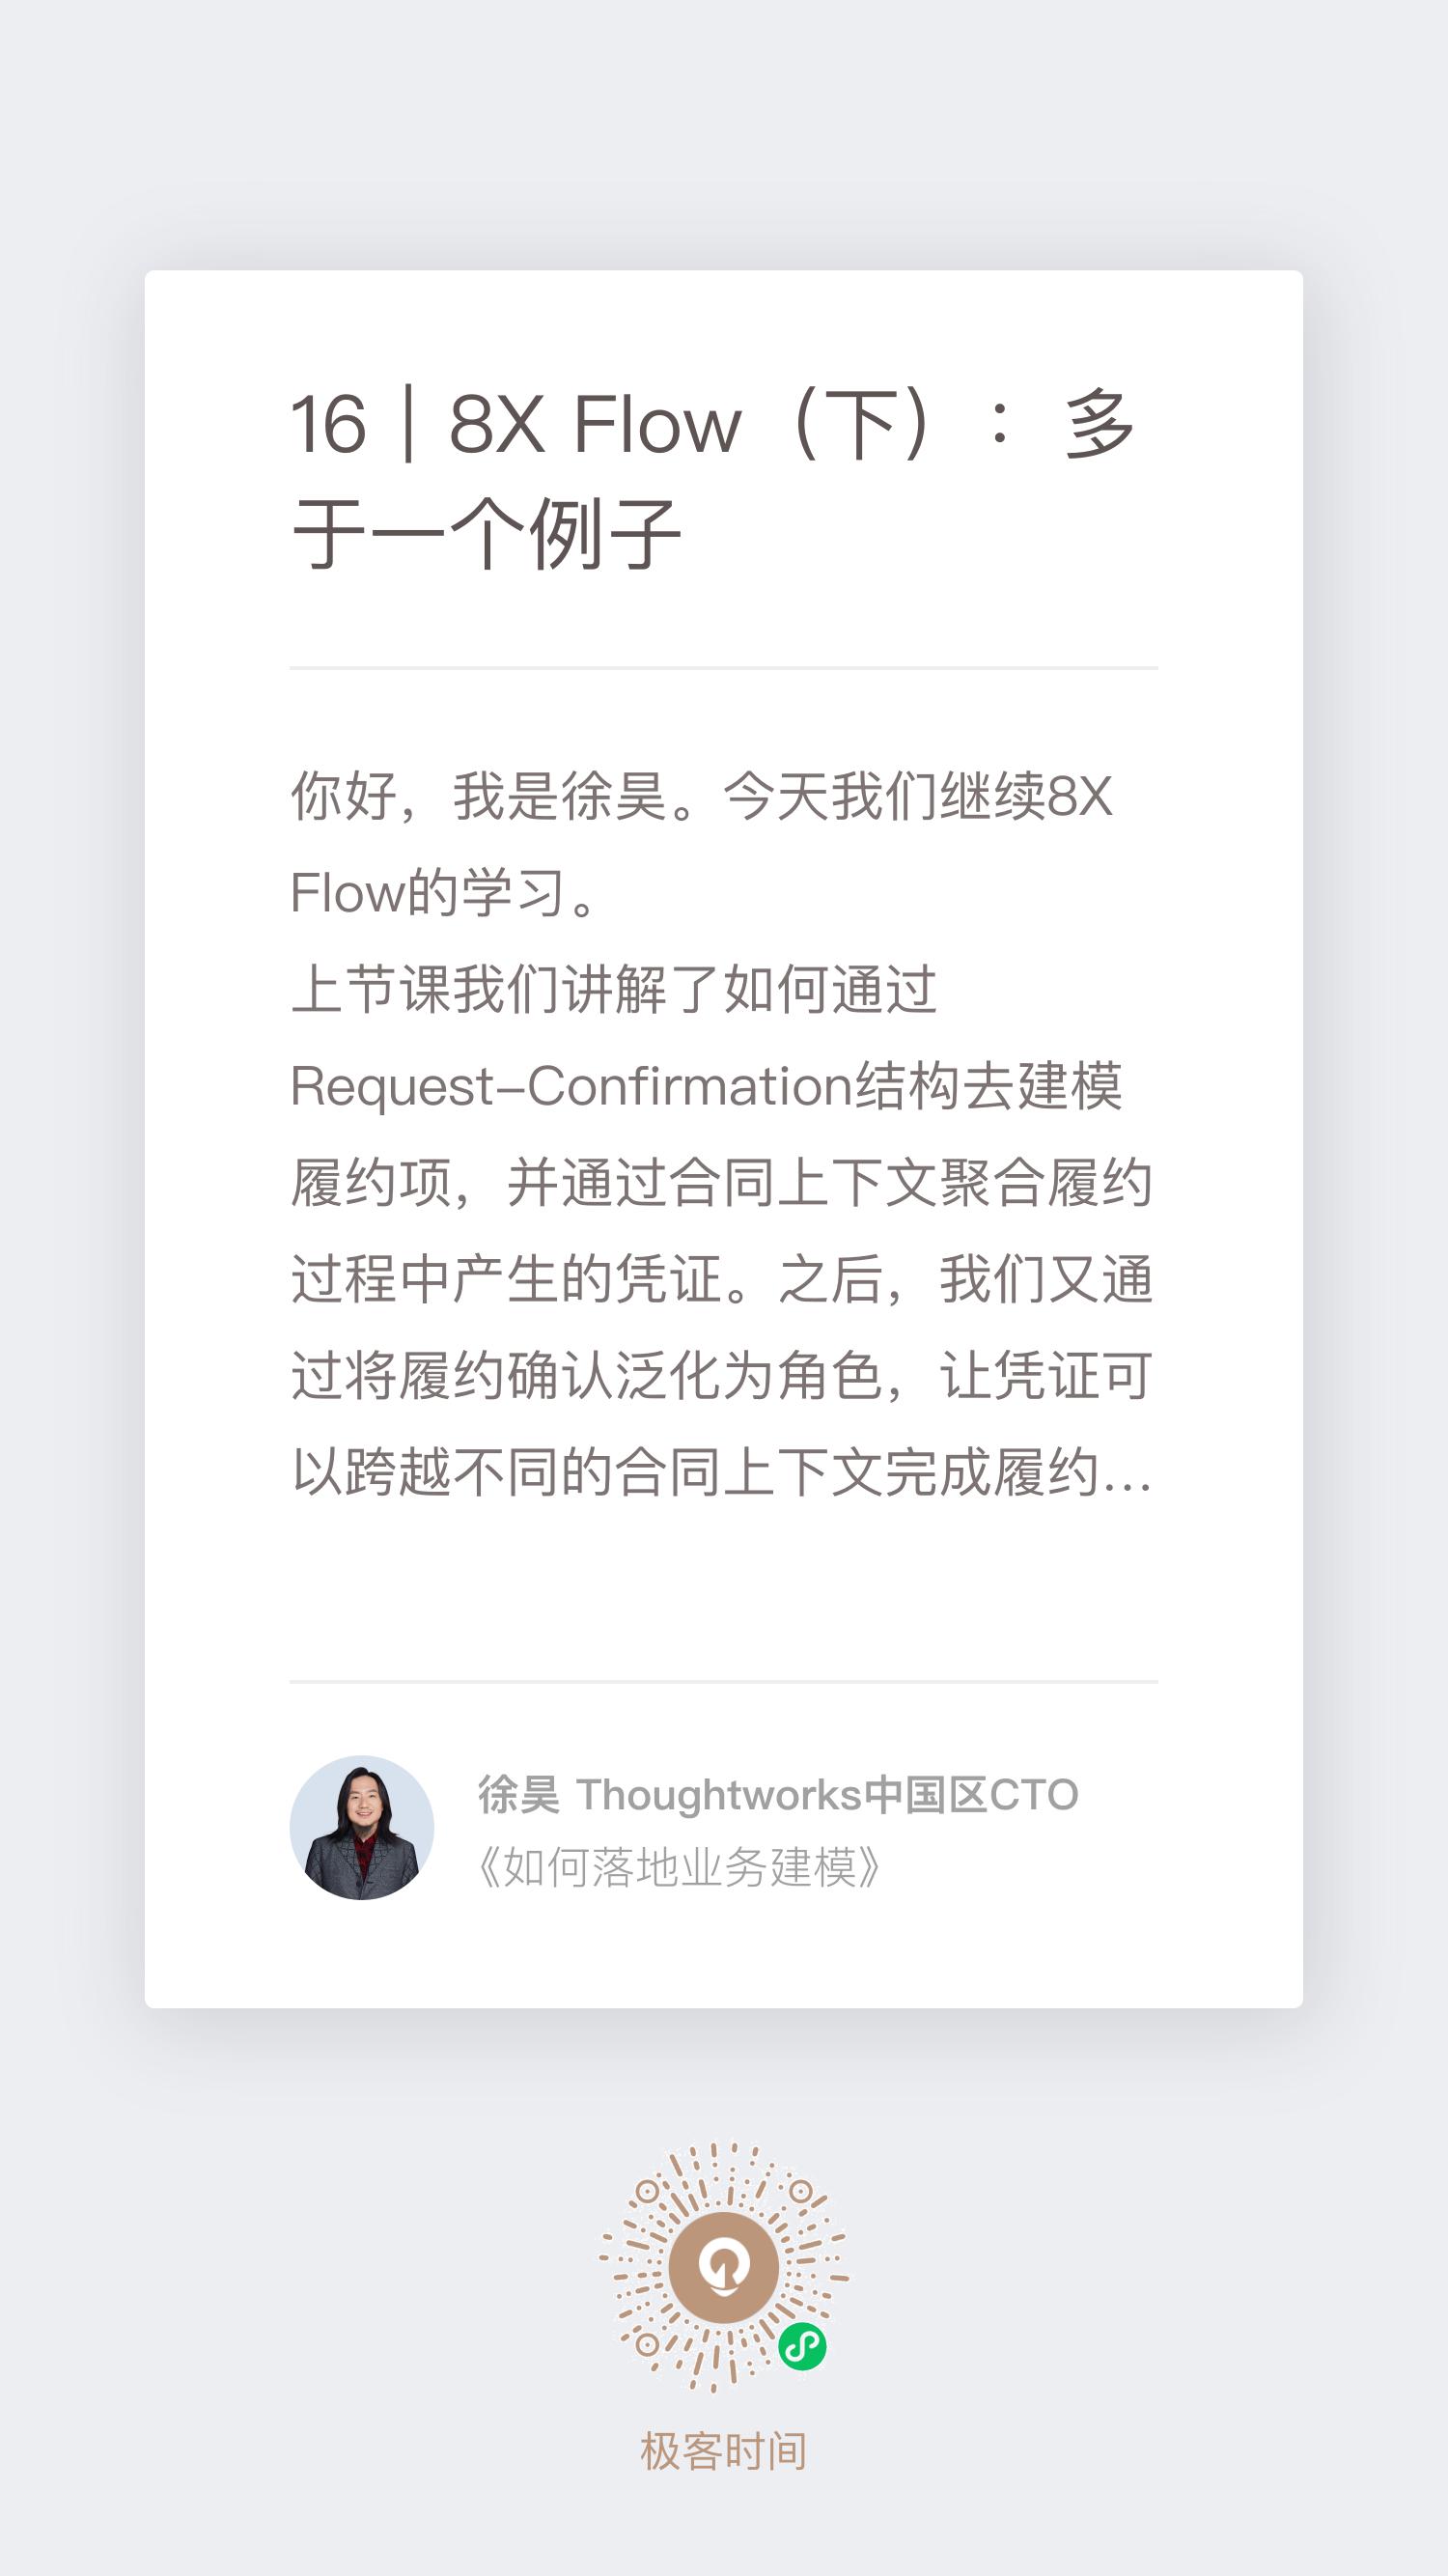 16｜8X Flow（下）：多
于一个例子
你好，我是徐昊。今天我们继续8X
Flow的学习。
上节课我们讲解了如何通过
Request-Confirmation结构去建模
履约项，并通过合同上下文聚合履约
过程中产生的凭证。之后，我们又通
过将履约确认泛化为角色，让凭证可
以跨越不同的合同上下文完成履约...
徐昊 Thoughtworks中国区CTO
《如何落地业务建模》
极客时间